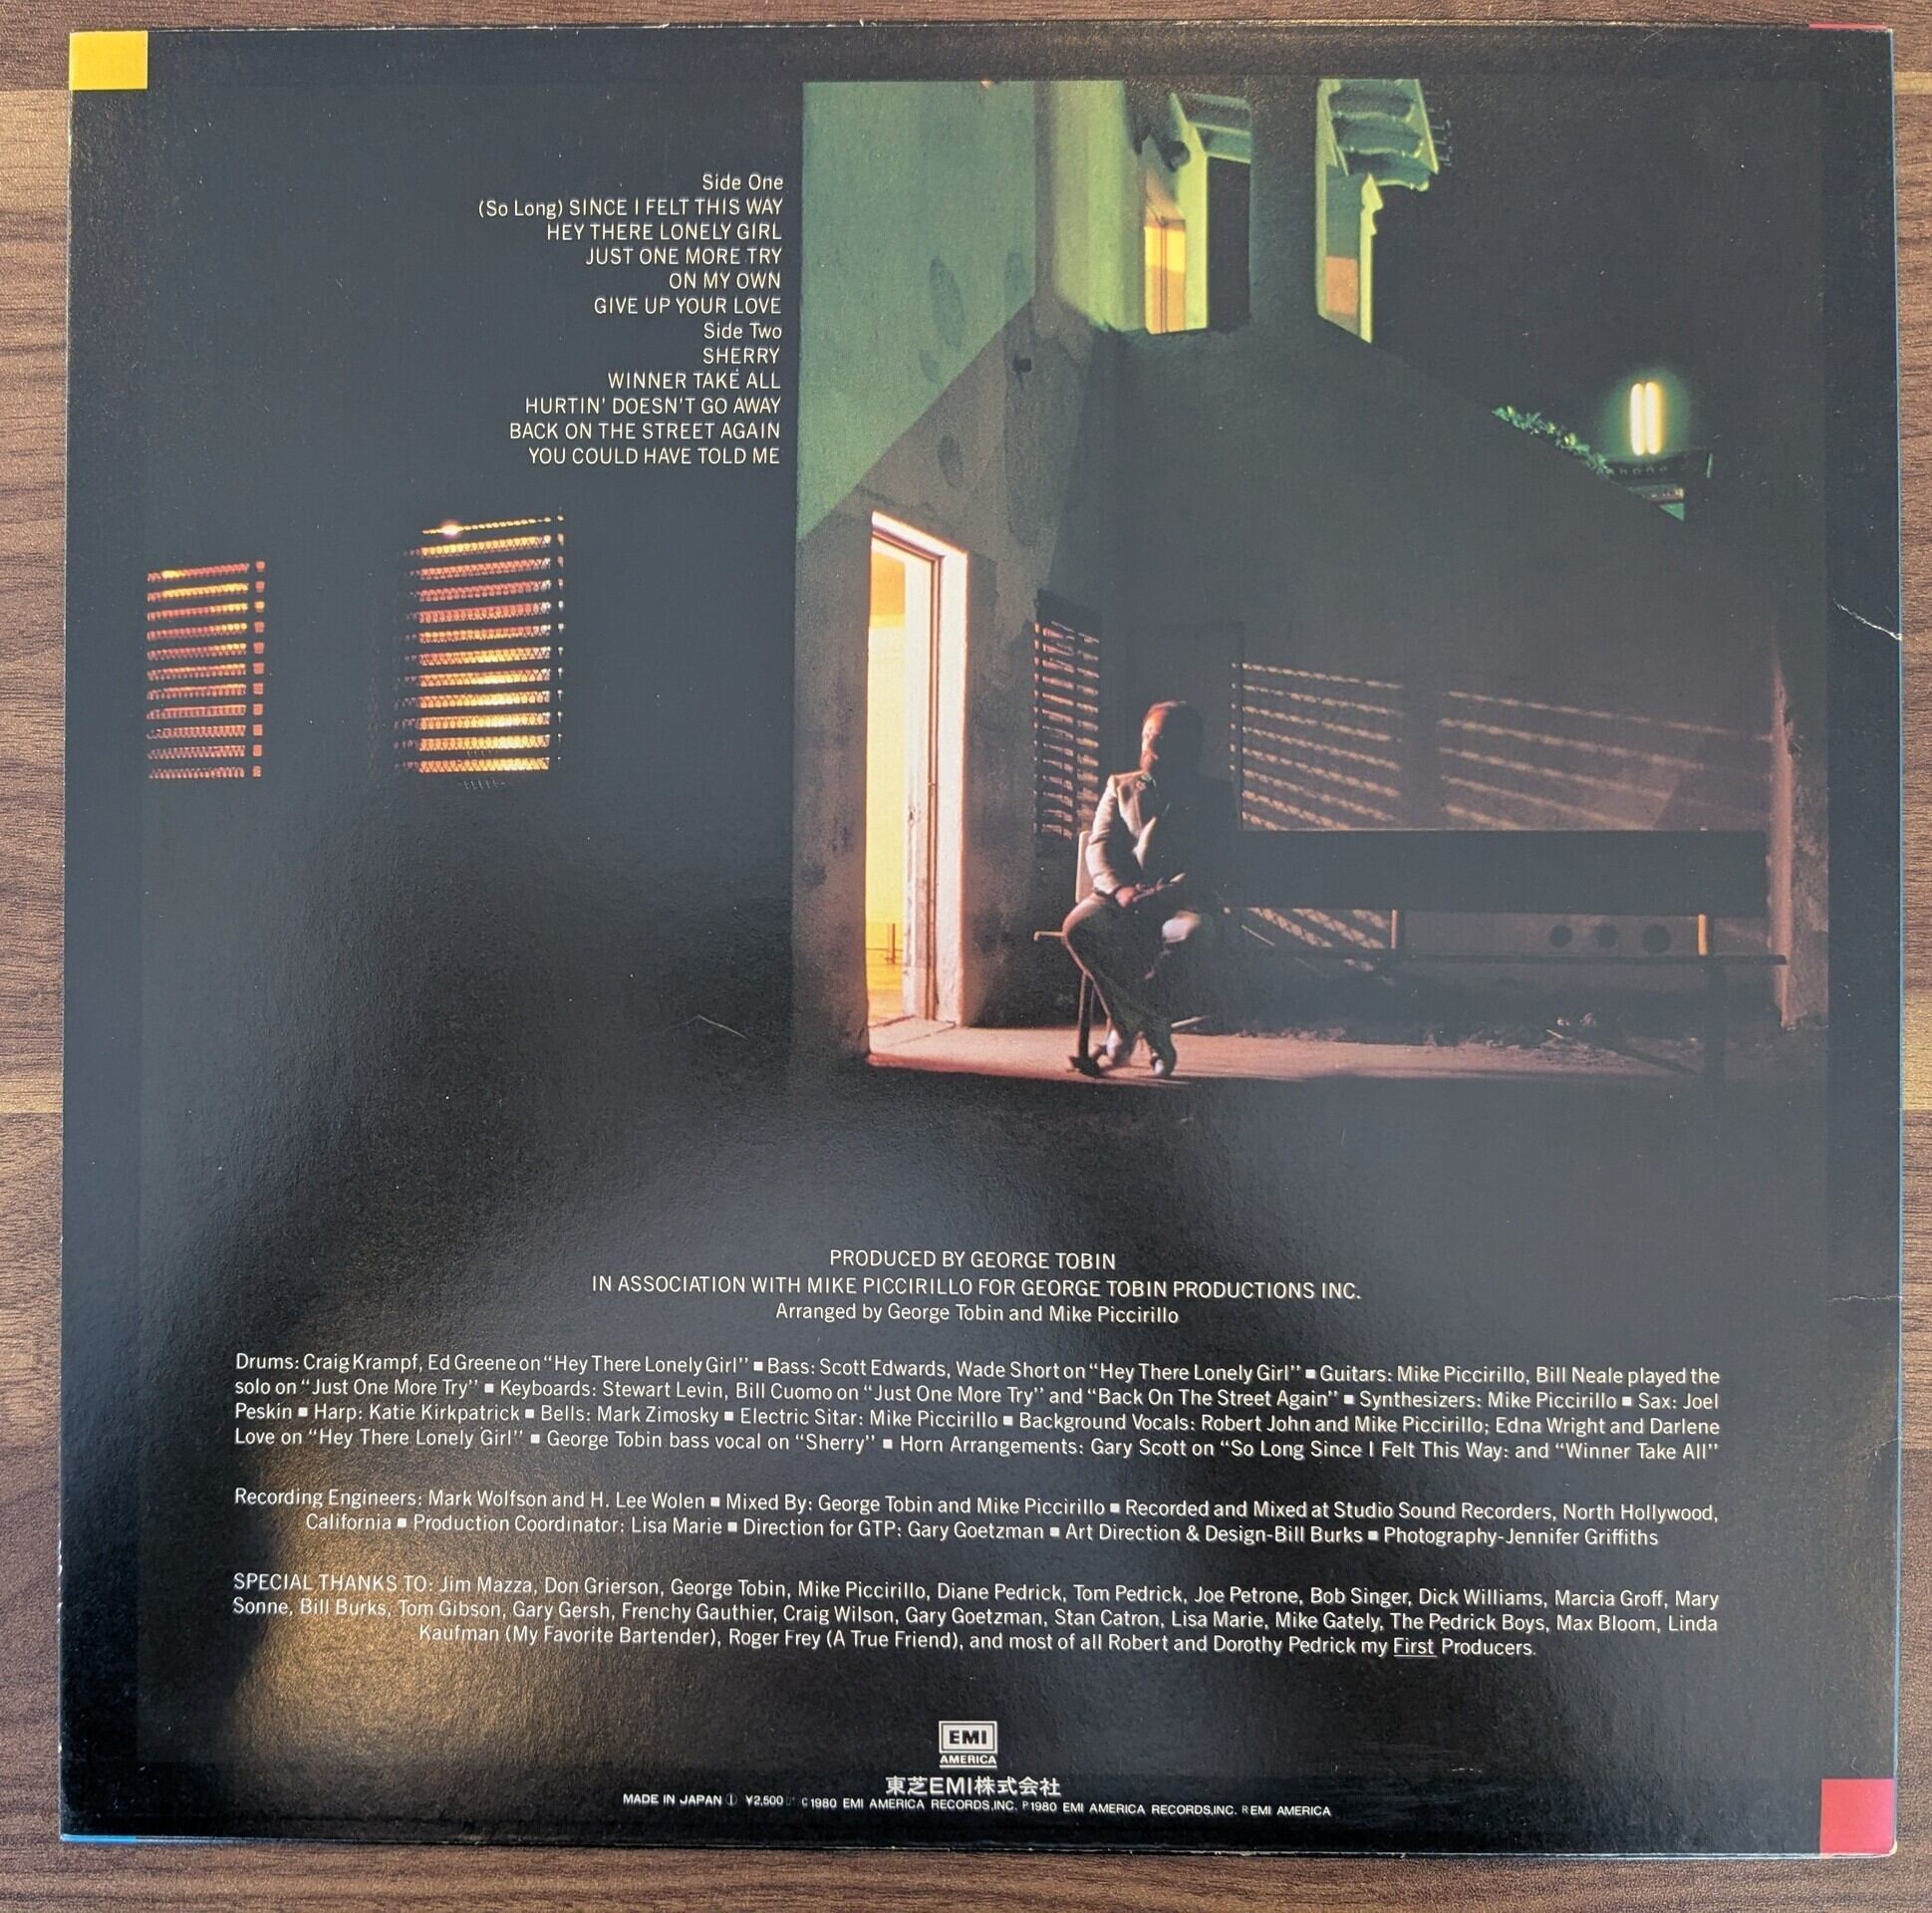 Side One
(So Long) SINCE I FELT THIS WAY
HEY THERE LONELY GIRL
JUST ONE MORE TRY
ON MY OWN
GIVE UP YOUR LOVE
Side Two
SHERRY
WINNER TAKE ALL
HURTIN' DOESN'T GO AWAY
BACK ON THE STREET AGAIN
YOU COULD HAVE TOLD ME
PRODUCED BY GEORGE TOBIN
IN ASSOCIATION WITH MIKE PICCIRILLO FOR GEORGE TOBIN PRODUCTIONS INC.
Arranged by George Tobin and Mike Piccirillo
Drums: Craig Krampf, Ed Greene on "Hey There Lonely Girl" ■ Bass: Scott Edwards, Wade Short on "Hey There Lonely Girl" ■ Guitars: Mike Piccirillo, Bill Neale played the
solo on "Just One More Try" ■ Keyboards: Stewart Levin, Bill Cuomo on "Just One More Try" and "Back On The Street Again" ■ Synthesizers: Mike Piccirillo ■ Sax: Joel
Peskin ■ Harp: Katie Kirkpatrick ■ Bells: Mark Zimosky ■ Electric Sitar: Mike Piccirillo ■ Background Vocals: Robert John and Mike Piccirillo; Edna Wright and Darlene
Love on "Hey There Lonely Girl" ■ George Tobin bass vocal on "Sherry" ■ Horn Arrangements: Gary Scott on "So Long Since I Felt This Way: and "Winner Take All"
Recording Engineers: Mark Wolfson and H. Lee Wolen ■ Mixed By: George Tobin and Mike Piccirillo ■ Recorded and Mixed at Studio Sound Recorders, North Hollywood,
California ■ Production Coordinator: Lisa Marie ■ Direction for GTP: Gary Goetzman ■ Art Direction & Design-Bill Burks ■ Photography-Jennifer Griffiths
SPECIAL THANKS TO: Jim Mazza, Don Grierson, George Tobin, Mike Piccirillo, Diane Pedrick, Tom Pedrick, Joe Petrone, Bob Singer, Dick Williams, Marcia Groff, Mary
Sonne, Bill Burks, Tom Gibson, Gary Gersh, Frenchy Gauthier, Craig Wilson, Gary Goetzman, Stan Catron, Lisa Marie, Mike Gately, The Pedrick Boys, Max Bloom, Linda
Kaufman (My Favorite Bartender), Roger Frey (A True Friend), and most of all Robert and Dorothy Pedrick my First Producers.
EMI
AMERICA
東芝EMI株式会社
MADE IN JAPAN Ⓘ ¥2,500 ©1980 EMI AMERICA RECORDS,INC. ℗1980 EMI AMERICA RECORDS,INC. ®EMI AMERICA